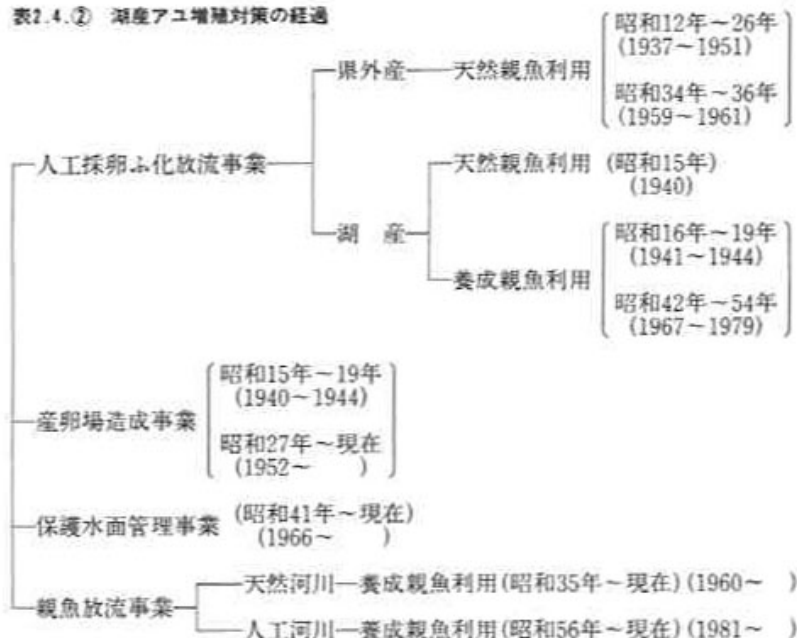 表2.4.② 湖産アユ増殖対策の経過
人工採卵ふ化放流事業
県外産
天然親魚利用
昭和12年～26年
(1937～1951)
昭和34年～36年
(1959～1961)
湖 産
天然親魚利用 (昭和15年)
(1940)
養成親魚利用
昭和16年～19年
(1941～1944)
昭和42年～54年
(1967～1979)
産卵場造成事業
昭和15年～19年
(1940～1944)
昭和27年～現在
(1952～ )
保護水面管理事業 (昭和41年～現在)
(1966～ )
親魚放流事業
天然河川―養成親魚利用(昭和35年～現在)(1960～ )
人工河川―養成親魚利用(昭和56年～現在)(1981～ )